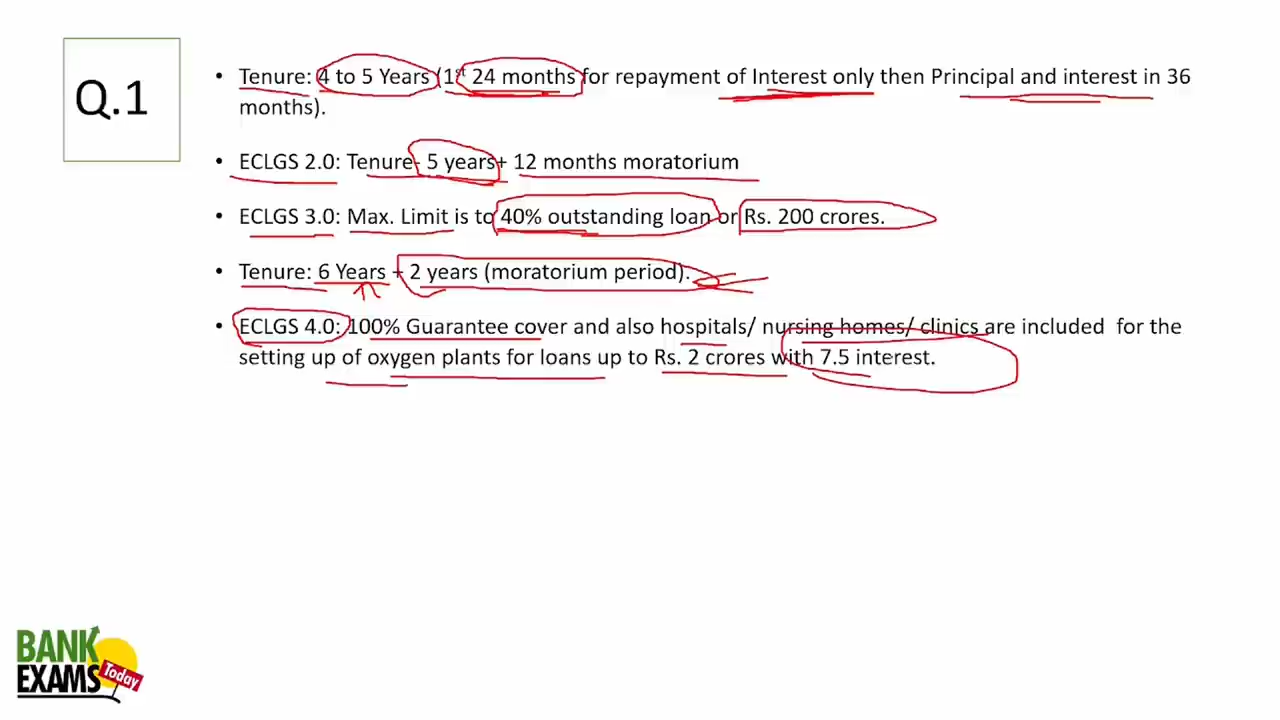 Q.1
• Tenure: 4 to 5 Years (1st 24 months for repayment of Interest only then Principal and interest in 36
months).
• ECLGS 2.0: Tenure- 5 years+ 12 months moratorium
• ECLGS 3.0: Max. Limit is to 40% outstanding loan or Rs. 200 crores.
• Tenure: 6 Years + 2 years (moratorium period).
• ECLGS 4.0: 100% Guarantee cover and also hospitals/ nursing homes/ clinics are included for the
setting up of oxygen plants for loans up to Rs. 2 crores with 7.5 interest.
BANK
EXAMS
Today